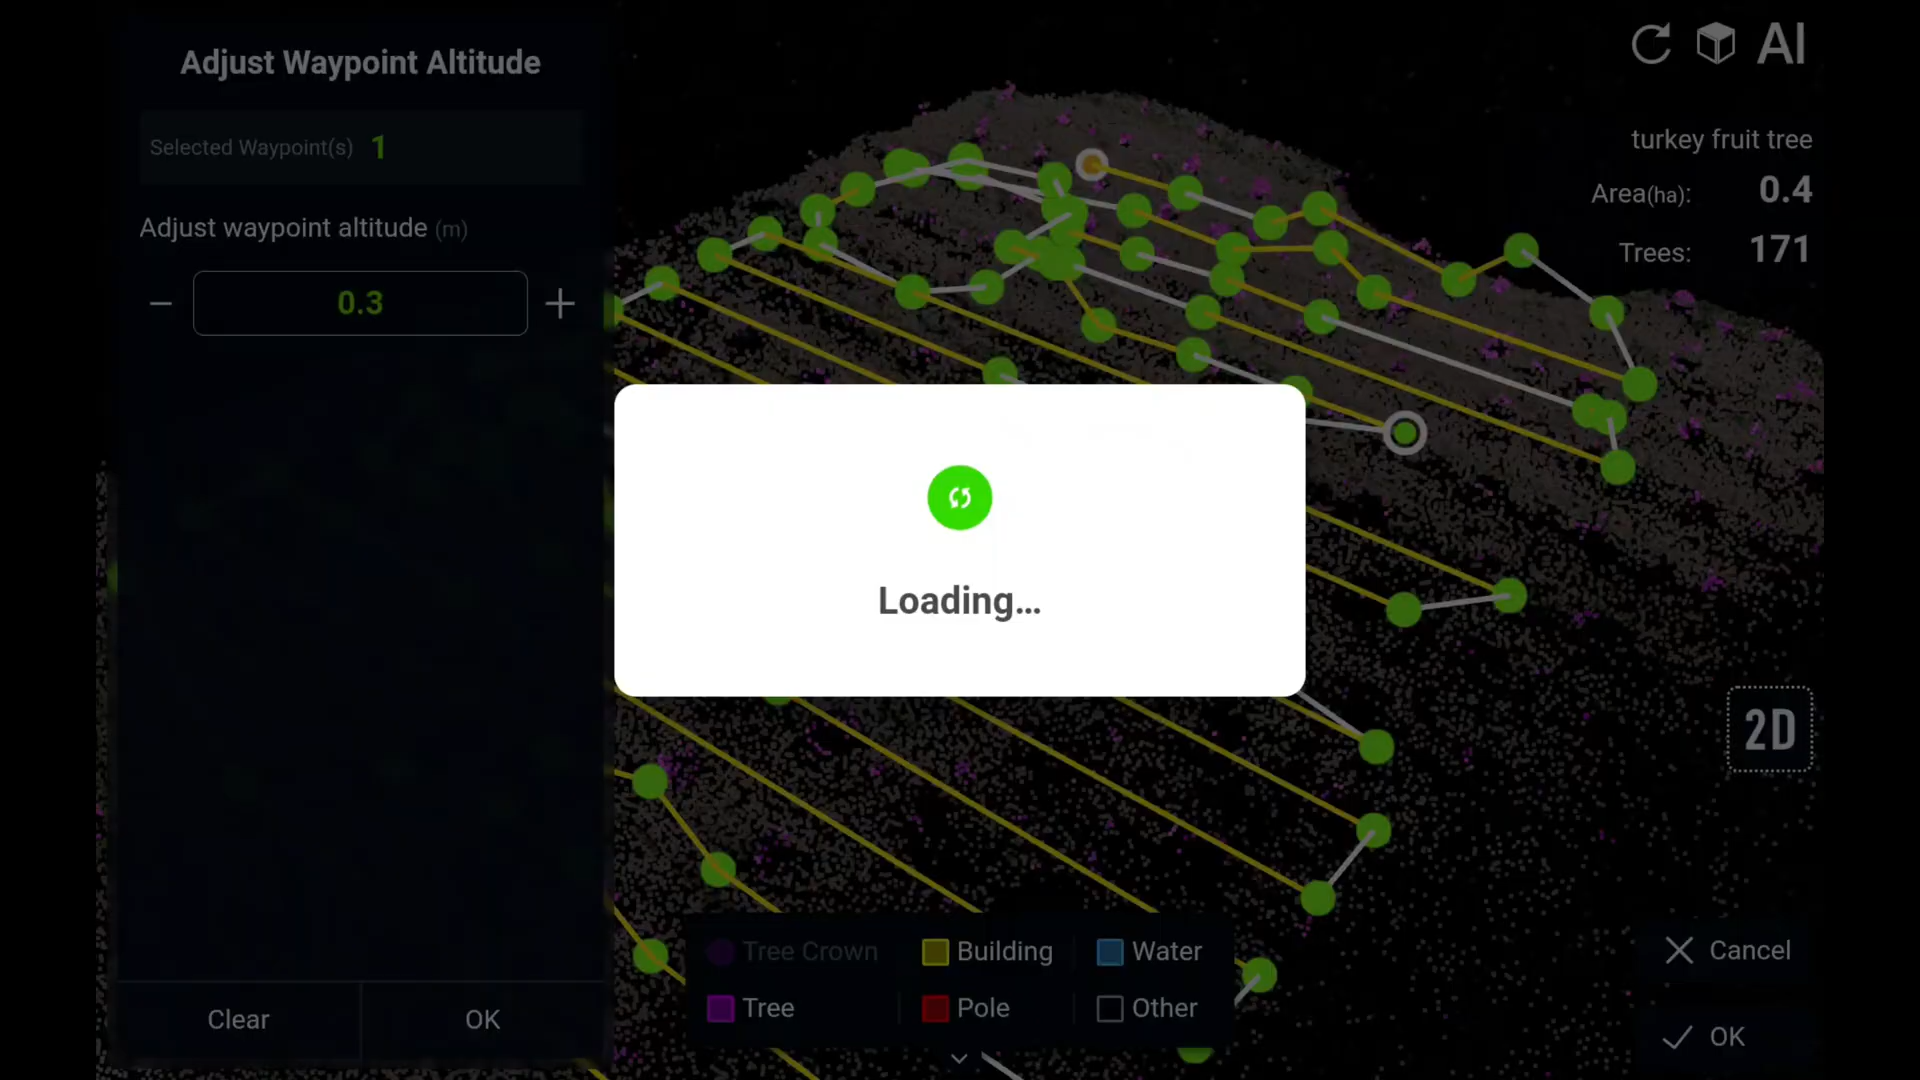 Adjust Waypoint Altitude
Selected Waypoint(s) 1
Adjust waypoint altitude (m)
− 0.3 +
Clear
OK
AI
turkey fruit tree
Area(ha): 0.4
Trees: 171
Loading...
2D
Tree Crown
Building
Water
Tree
Pole
Other
Cancel
OK